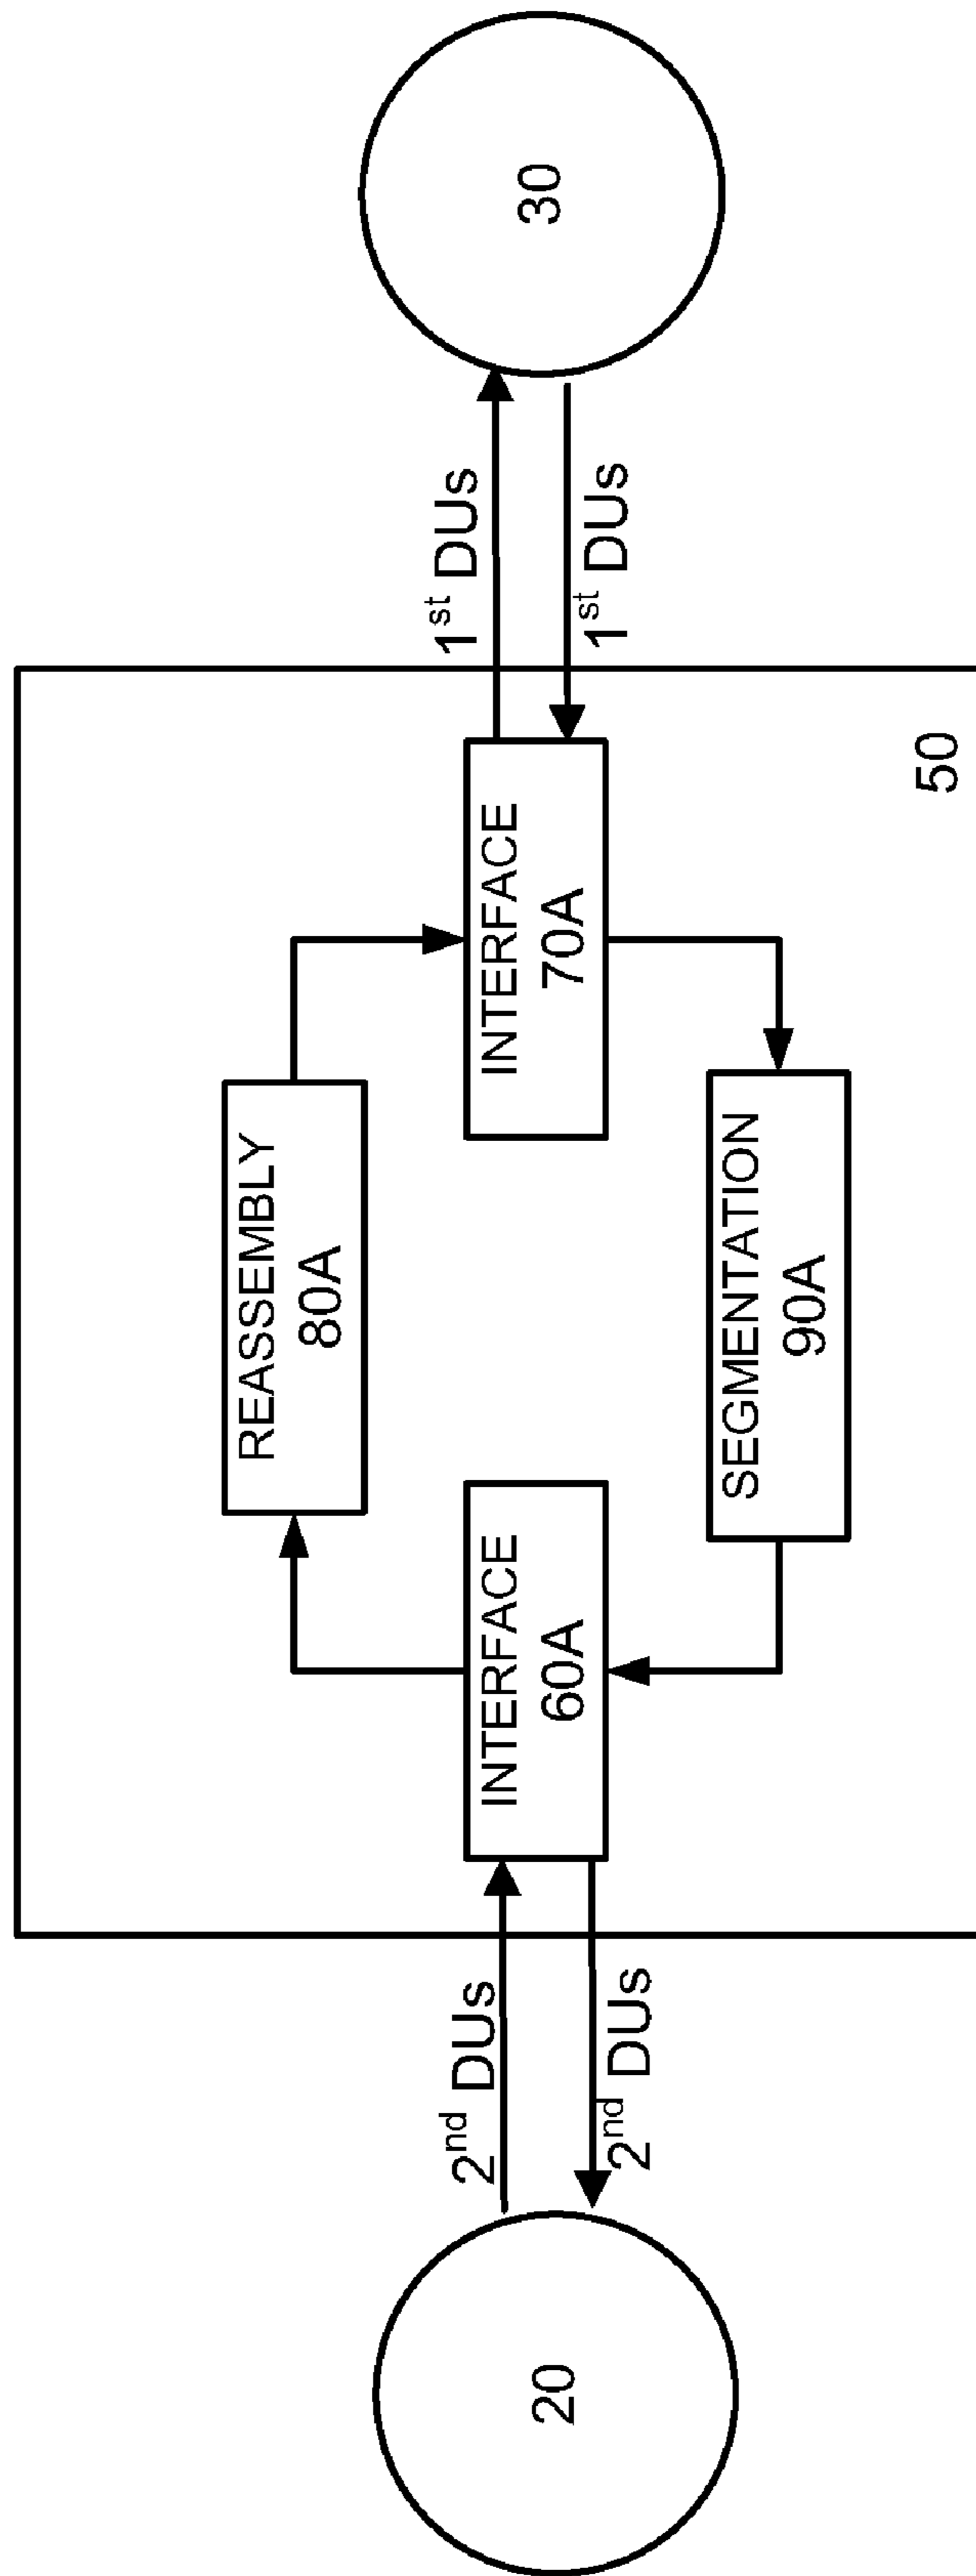 REASSEMBLY
80A
2nd DUs
1st DUs
20
INTERFACE
60A
INTERFACE
70A
30
2nd DUs
1st DUs
SEGMENTATION
90A
50